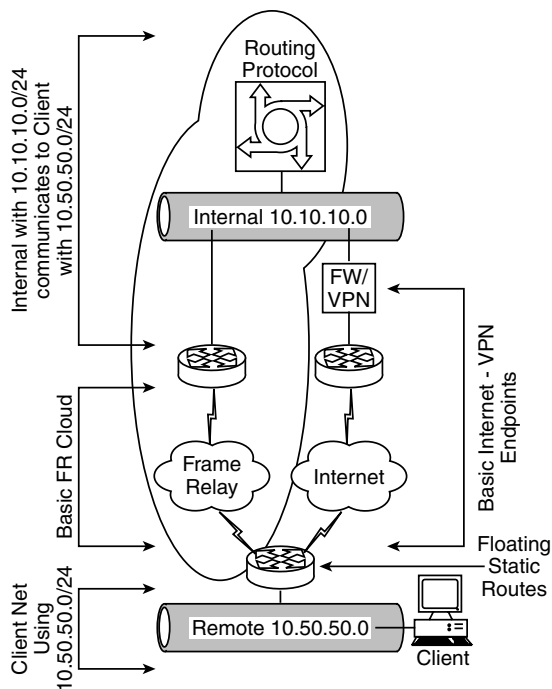 Routing
Protocol
Internal with 10.10.10.0/24
communicates to Client
with 10.50.50.0/24
Internal 10.10.10.0
FW/
VPN
Basic Internet - VPN
Endpoints
Basic FR Cloud
Frame
Relay
Internet
Floating
Static
Routes
Client Net
Using
10.50.50.0/24
Remote 10.50.50.0
Client